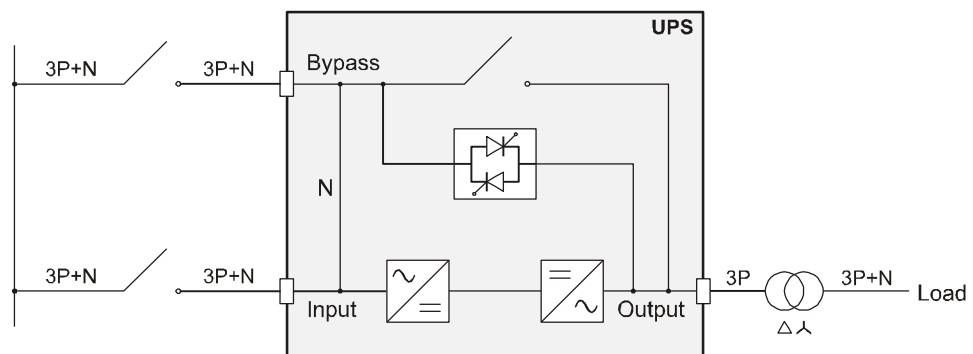 UPS
3P+N
3P+N
Bypass
N
3P+N
3P+N
Input
Output
3P
3P+N
Load